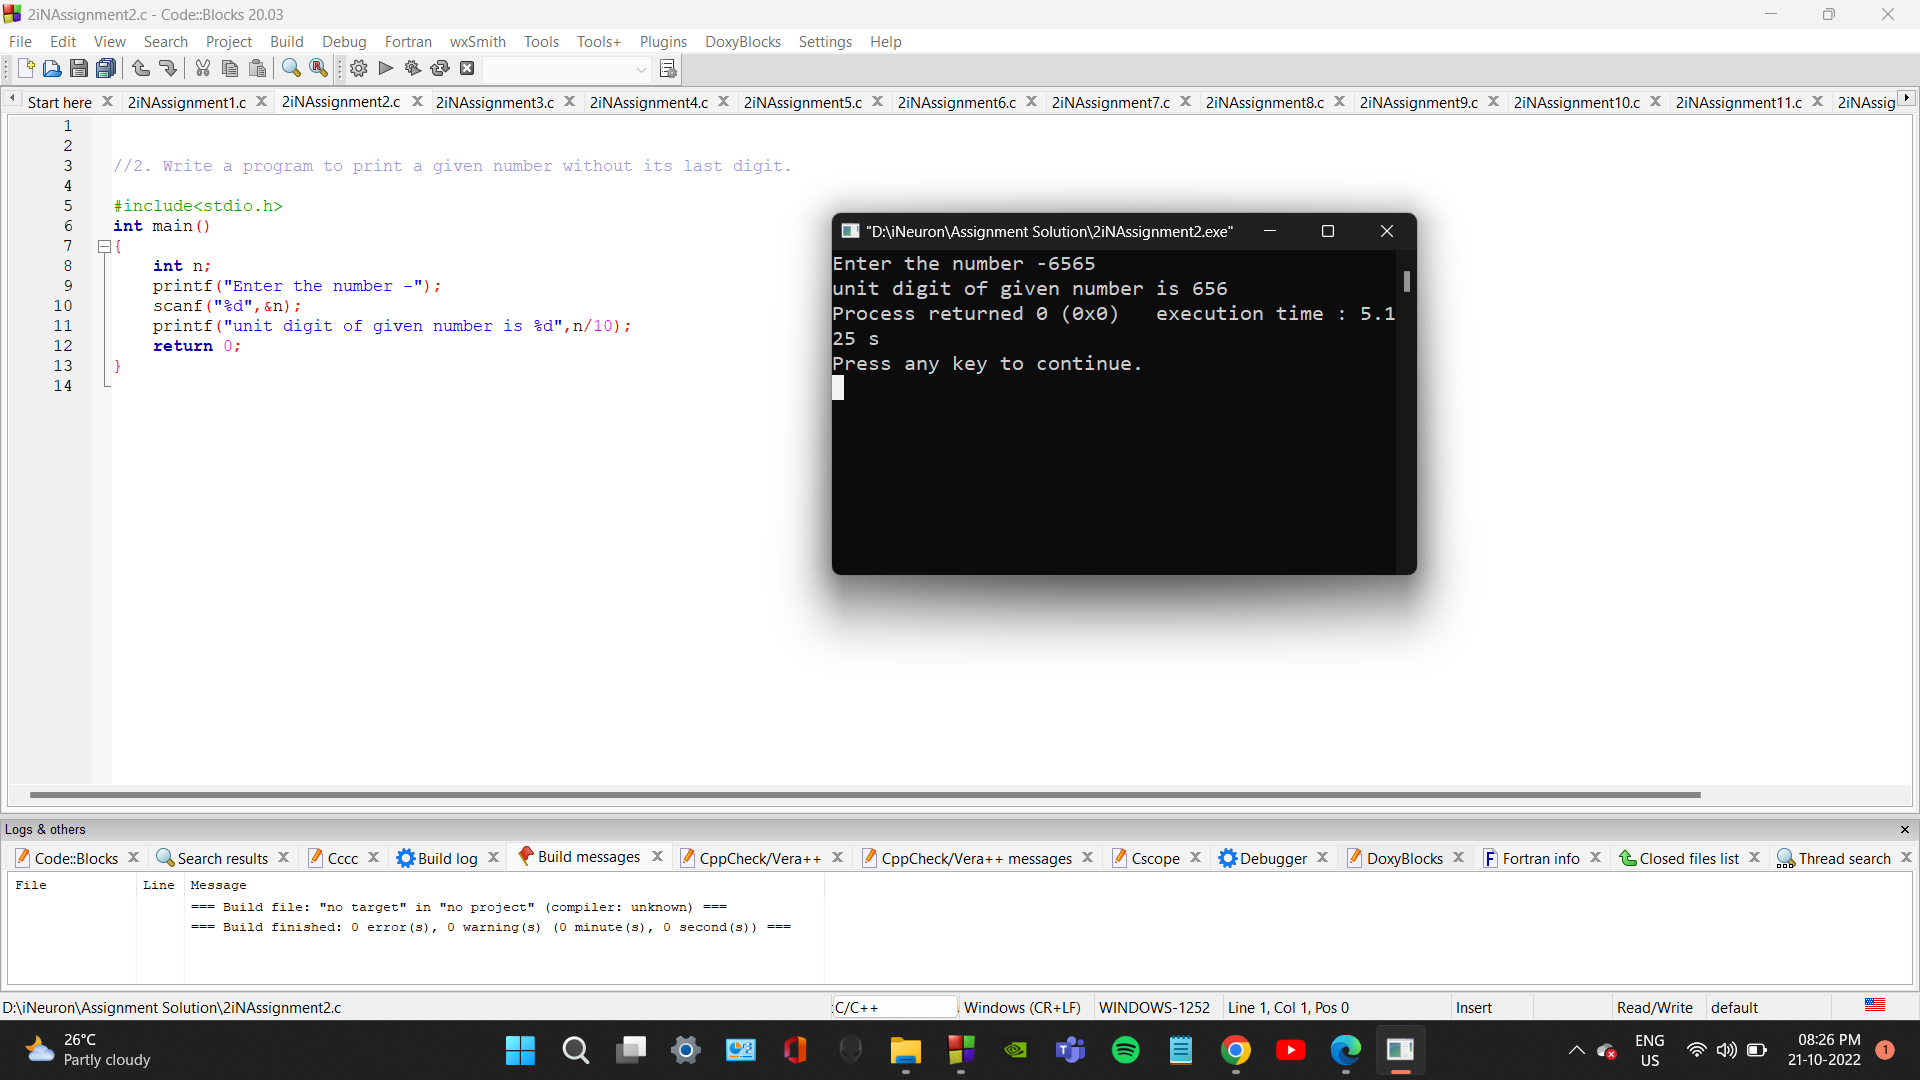 2iNAssignment2.c - Code::Blocks 20.03
File Edit View Search Project Build Debug Fortran wxSmith Tools Tools+ Plugins DoxyBlocks Settings Help
Start here 2iNAssignment1.c 2iNAssignment2.c 2iNAssignment3.c 2iNAssignment4.c 2iNAssignment5.c 2iNAssignment6.c 2iNAssignment7.c 2iNAssignment8.c 2iNAssignment9.c 2iNAssignment10.c 2iNAssignment11.c 2iNAssig
1
2
3 //2. Write a program to print a given number without its last digit.
4
5 #include<stdio.h>
6 int main()
7 {
8 int n;
9 printf("Enter the number -");
10 scanf("%d",&n);
11 printf("unit digit of given number is %d",n/10);
12 return 0;
13 }
14
"D:\iNeuron\Assignment Solution\2iNAssignment2.exe"
Enter the number -6565
unit digit of given number is 656
Process returned 0 (0x0)   execution time : 5.1
25 s
Press any key to continue.
Logs & others
Code::Blocks Search results Cccc Build log Build messages CppCheck/Vera++ CppCheck/Vera++ messages Cscope Debugger DoxyBlocks Fortran info Closed files list Thread search
File Line Message
=== Build file: "no target" in "no project" (compiler: unknown) ===
=== Build finished: 0 error(s), 0 warning(s) (0 minute(s), 0 second(s)) ===
D:\iNeuron\Assignment Solution\2iNAssignment2.c C/C++ Windows (CR+LF) WINDOWS-1252 Line 1, Col 1, Pos 0 Insert Read/Write default
26°C
Partly cloudy
ENG
US
08:26 PM
21-10-2022
1